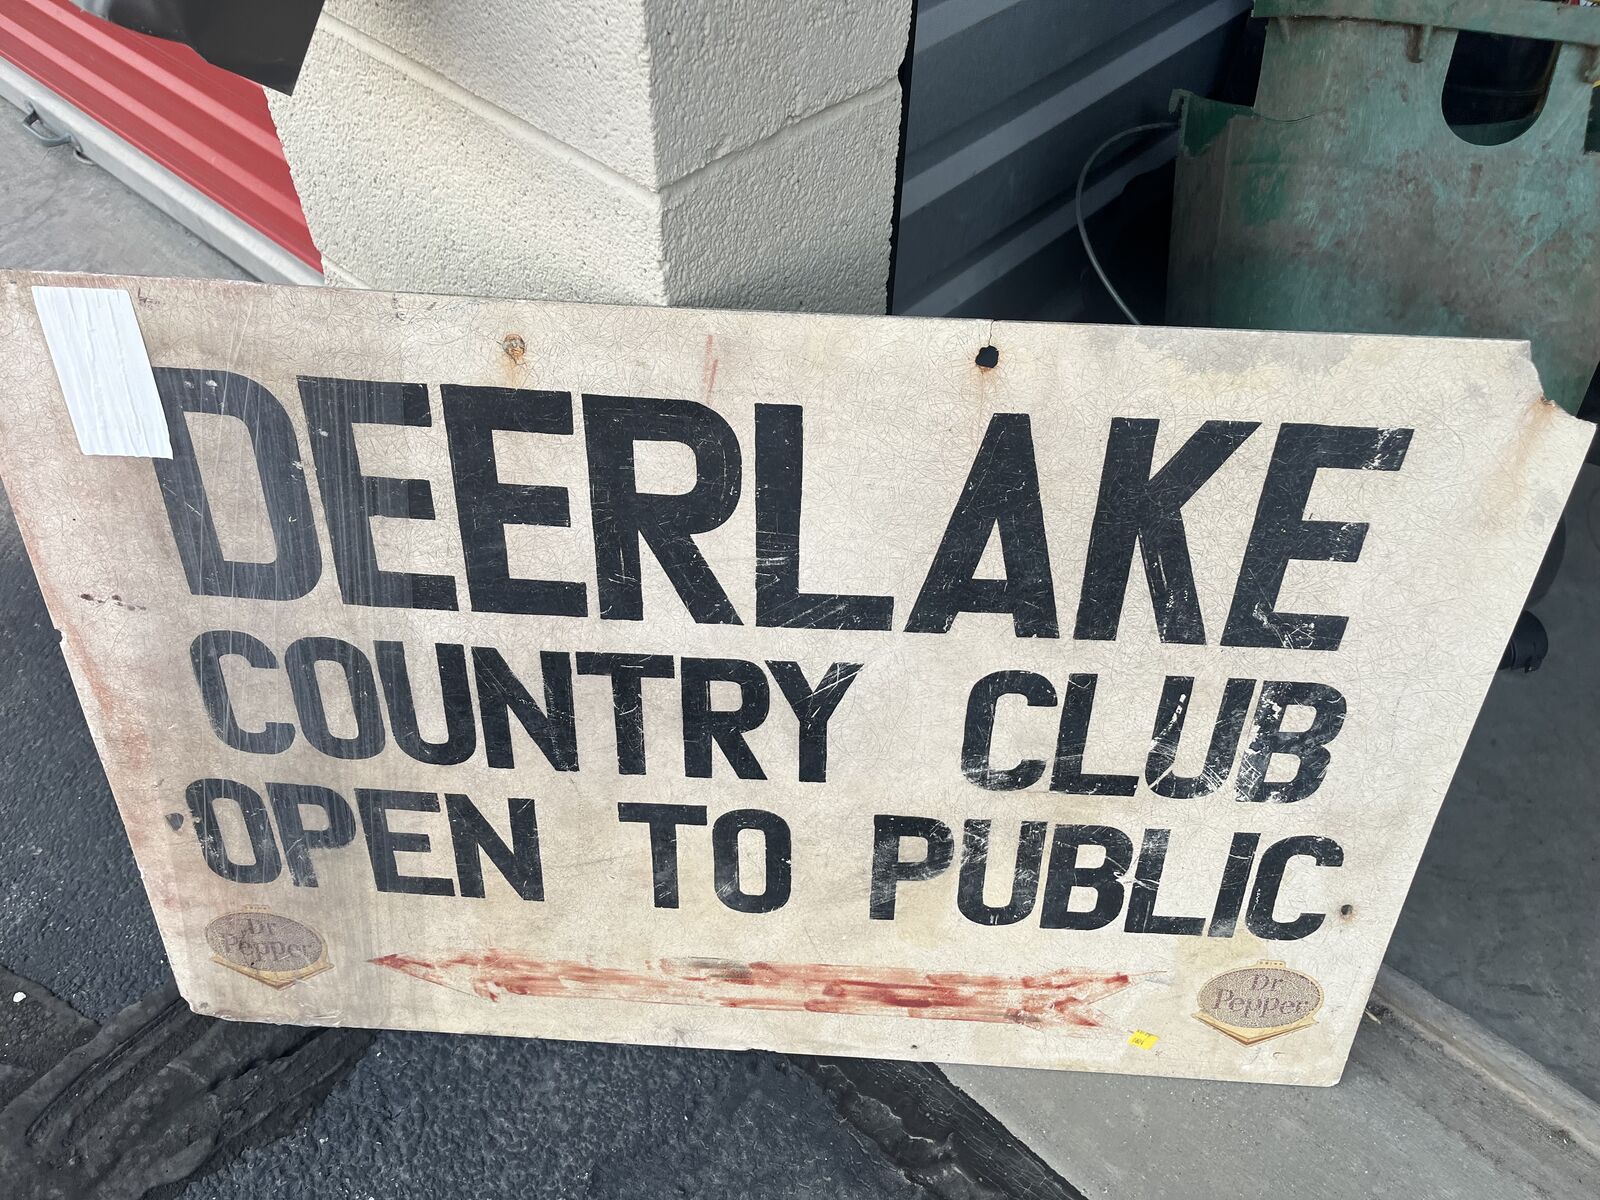 DEERLAKE
COUNTRY CLUB
OPEN TO PUBLIC
Dr
Pepper
Dr
Pepper